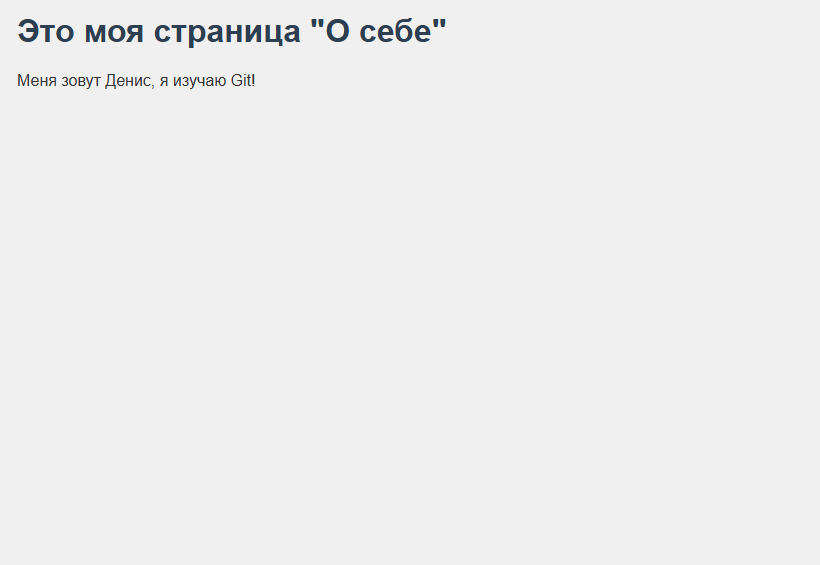 Это моя страница "О себе"
Меня зовут Денис, я изучаю Git!